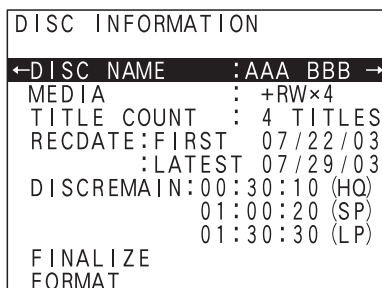 DISC INFORMATION
←DISC NAME :AAA BBB →
MEDIA : +RW×4
TITLE COUNT : 4 TITLES
RECDATE:FIRST 07/22/03
:LATEST 07/29/03
DISCREMAIN:00:30:10 (HQ)
01:00:20 (SP)
01:30:30 (LP)
FINALIZE
FORMAT